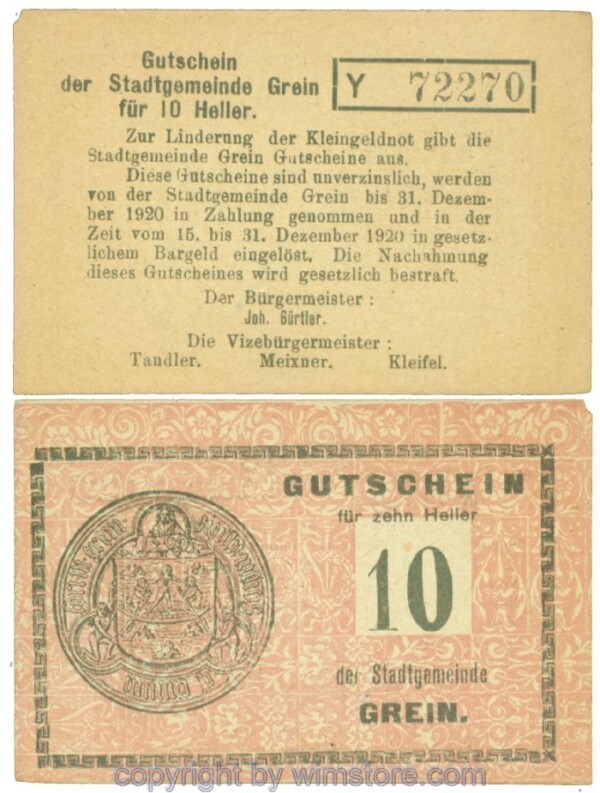 Gutschein
der Stadtgemeinde Grein
für 10 Heller.
Y 72270
Zur Linderung der Kleingeldnot gibt die
Stadtgemeinde Grein Gutscheine aus.
Diese Gutscheine sind unverzinslich, werden
von der Stadtgemeinde Grein bis 31. Dezem-
ber 1920 in Zahlung genommen und in der
Zeit vom 15. bis 31. Dezember 1920 in gesetz-
lichem Bargeld eingelöst. Die Nachahmung
dieses Gutscheines wird gesetzlich bestraft.
Der Bürgermeister :
Joh. Gürtler.
Die Vizebürgermeister :
Tandler. Meixner. Kleifel.
GUTSCHEIN
für zehn Heller
10
der Stadtgemeinde
GREIN.
copyright by wimstore.com